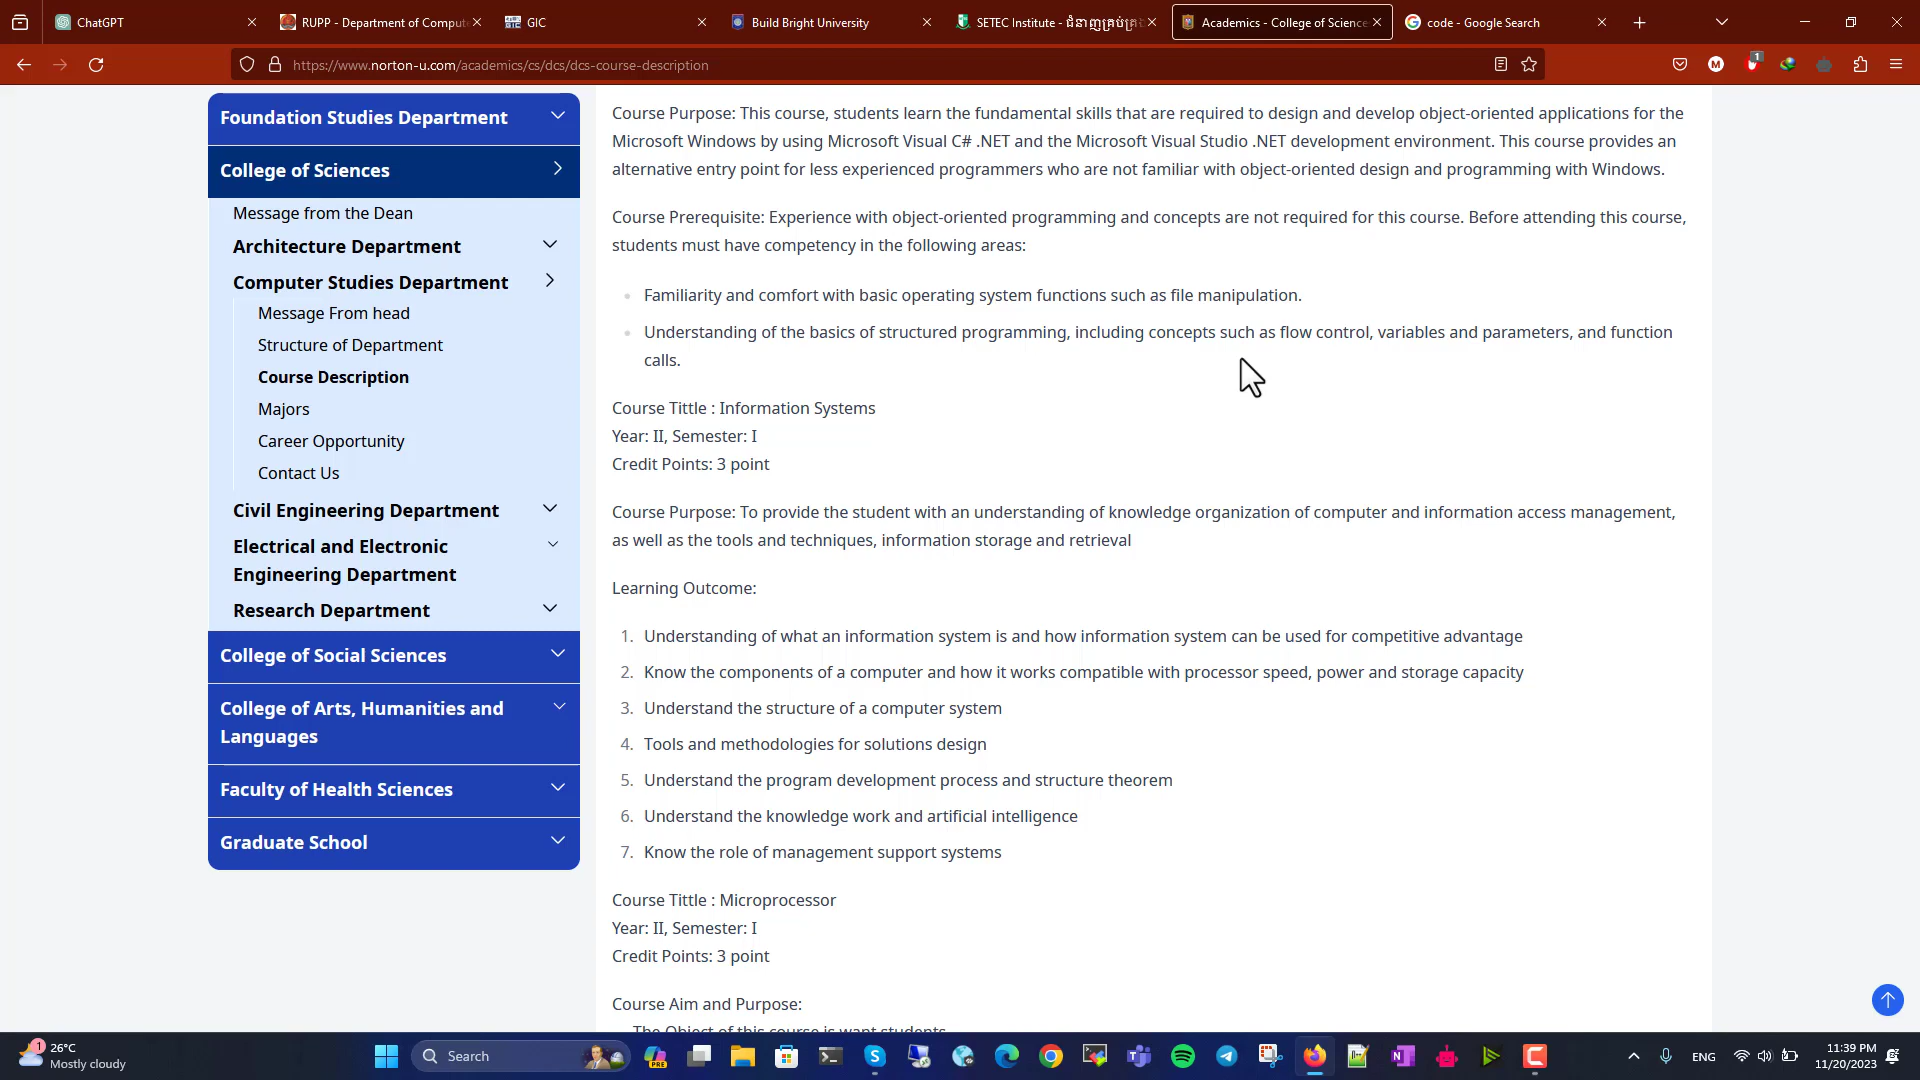 ChatGPT
RUPP - Department of Comput
GIC
Build Bright University
SETEC Institute - ជំនាញគ្រប់គ្រ
Academics - College of Science
code - Google Search
https://www.norton-u.com/academics/cs/dcs/dcs-course-description
M
1
Foundation Studies Department
College of Sciences
Message from the Dean
Architecture Department
Computer Studies Department
Message From head
Structure of Department
Course Description
Majors
Career Opportunity
Contact Us
Civil Engineering Department
Electrical and Electronic
Engineering Department
Research Department
College of Social Sciences
College of Arts, Humanities and
Languages
Faculty of Health Sciences
Graduate School
Course Purpose: This course, students learn the fundamental skills that are required to design and develop object-oriented applications for the
Microsoft Windows by using Microsoft Visual C# .NET and the Microsoft Visual Studio .NET development environment. This course provides an
alternative entry point for less experienced programmers who are not familiar with object-oriented design and programming with Windows.
Course Prerequisite: Experience with object-oriented programming and concepts are not required for this course. Before attending this course,
students must have competency in the following areas:
Familiarity and comfort with basic operating system functions such as file manipulation.
Understanding of the basics of structured programming, including concepts such as flow control, variables and parameters, and function
calls.
Course Tittle : Information Systems
Year: II, Semester: I
Credit Points: 3 point
Course Purpose: To provide the student with an understanding of knowledge organization of computer and information access management,
as well as the tools and techniques, information storage and retrieval
Learning Outcome:
1. Understanding of what an information system is and how information system can be used for competitive advantage
2. Know the components of a computer and how it works compatible with processor speed, power and storage capacity
3. Understand the structure of a computer system
4. Tools and methodologies for solutions design
5. Understand the program development process and structure theorem
6. Understand the knowledge work and artificial intelligence
7. Know the role of management support systems
Course Tittle : Microprocessor
Year: II, Semester: I
Credit Points: 3 point
Course Aim and Purpose:
The Object of this course is want students
1
26°C
Mostly cloudy
Search
PRE
ENG
11:39 PM
11/20/2023